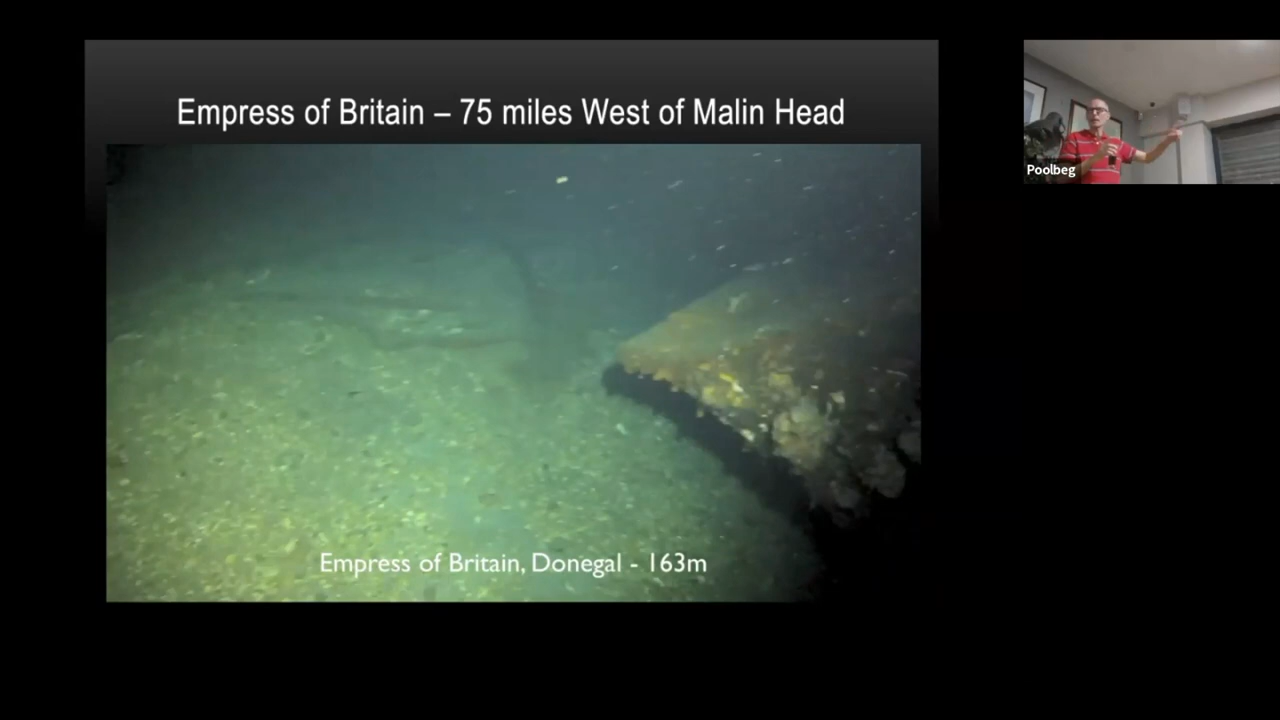 Empress of Britain – 75 miles West of Malin Head
Poolbeg
Empress of Britain, Donegal - 163m